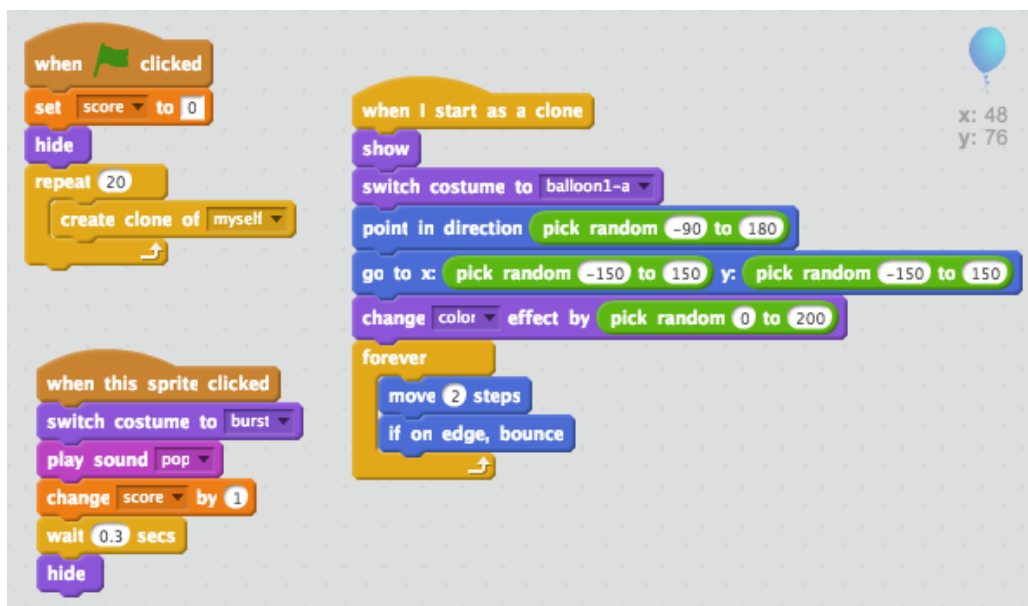 when clicked
set score to 0
hide
repeat 20
create clone of myself
when this sprite clicked
switch costume to burst
play sound pop
change score by 1
wait 0.3 secs
hide
when I start as a clone
show
switch costume to balloon1-a
point in direction pick random -90 to 180
go to x: pick random -150 to 150 y: pick random -150 to 150
change color effect by pick random 0 to 200
forever
move 2 steps
if on edge, bounce
x: 48
y: 76